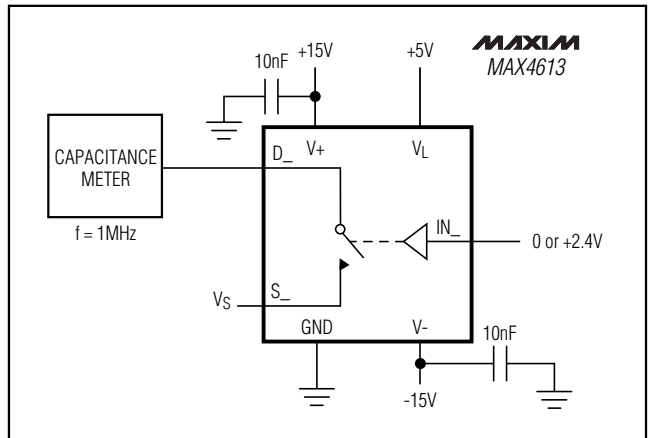 MAXIM
MAX4613
10nF
+15V
+5V
CAPACITANCE
METER
f = 1MHz
D_
V+
VL
IN_
0 or +2.4V
VS
S_
GND
V-
10nF
-15V